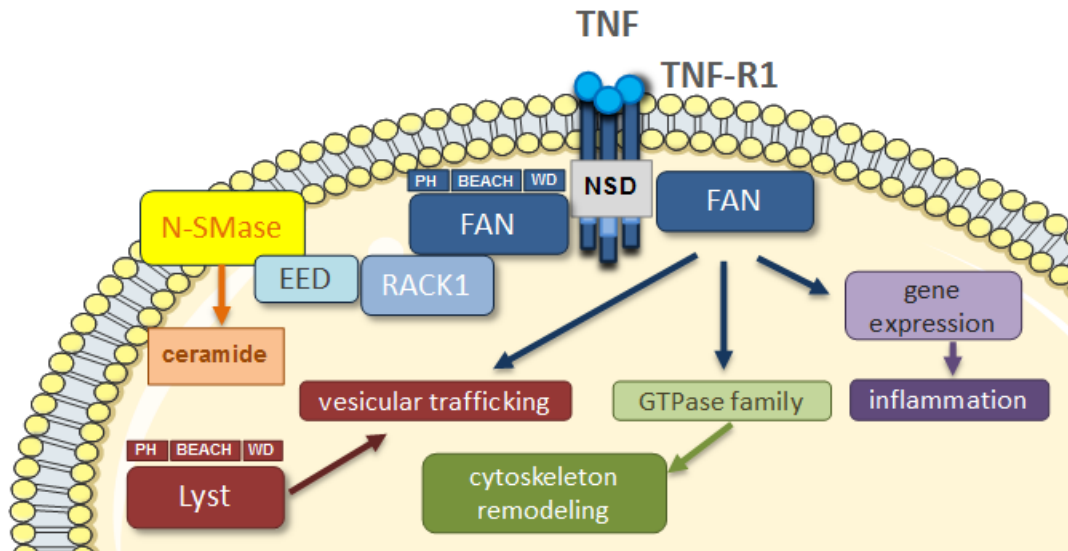 TNF
TNF-R1
PH BEACH WD
NSD
FAN
FAN
N-SMase
EED
RACK1
ceramide
gene
expression
vesicular trafficking
GTPase family
inflammation
PH BEACH WD
Lyst
cytoskeleton
remodeling